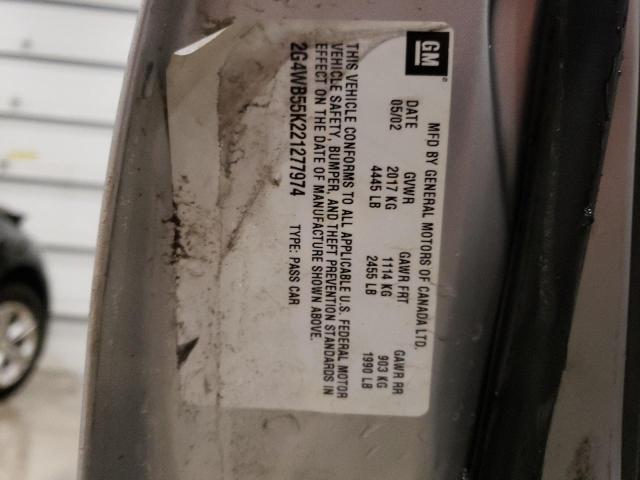 GM
MFD BY GENERAL MOTORS OF CANADA LTD.
DATE GVWR GAWR FRT GAWR RR
05/02 2017 KG 1114 KG 903 KG
4445 LB 2455 LB 1990 LB
THIS VEHICLE CONFORMS TO ALL APPLICABLE U.S. FEDERAL MOTOR
VEHICLE SAFETY, BUMPER, AND THEFT PREVENTION STANDARDS IN
EFFECT ON THE DATE OF MANUFACTURE SHOWN ABOVE.
2G4WB55K221277974 TYPE: PASS CAR